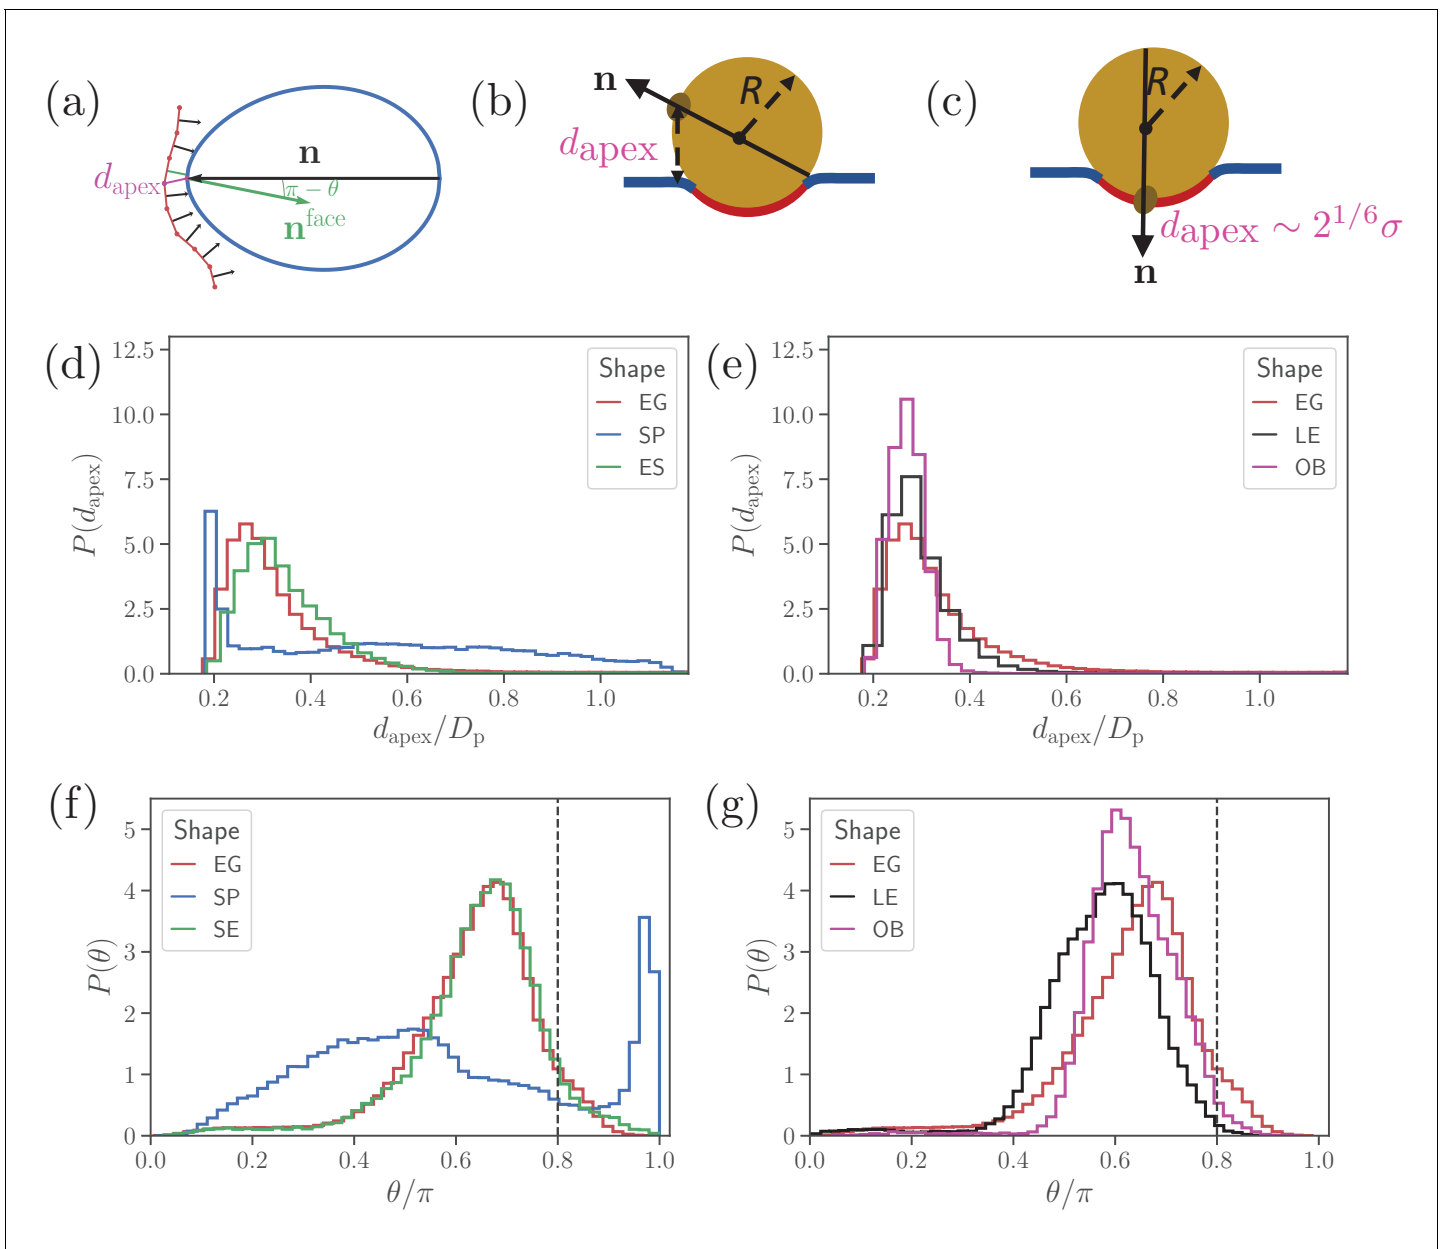 (a)
n
d_apex
π − θ
n^face
(b)
n
R
d_apex
(c)
R
d_apex ∼ 2^{1/6}σ
n
(d)
12.5
10.0
7.5
5.0
2.5
0.0
P(d_apex)
Shape
EG
SP
ES
0.2 0.4 0.6 0.8 1.0
d_apex/D_p
(e)
12.5
10.0
7.5
5.0
2.5
0.0
P(d_apex)
Shape
EG
LE
OB
0.2 0.4 0.6 0.8 1.0
d_apex/D_p
(f)
5
4
3
2
1
0
P(θ)
Shape
EG
SP
SE
0.0 0.2 0.4 0.6 0.8 1.0
θ/π
(g)
5
4
3
2
1
0
P(θ)
Shape
EG
LE
OB
0.0 0.2 0.4 0.6 0.8 1.0
θ/π